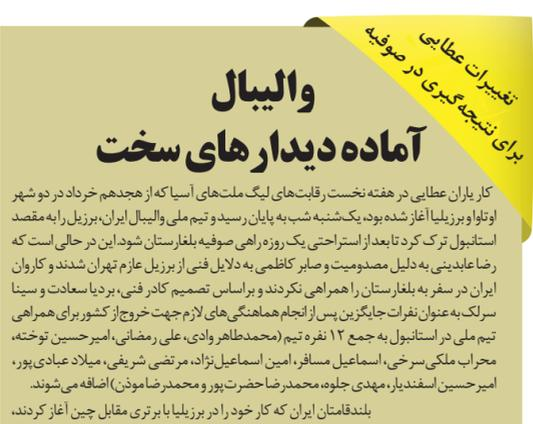 تغییرات عطایی
برای نتیجه‌گیری در صوفیه
والیبال
آماده دیدارهای سخت
کار یاران عطایی در هفته نخست رقابت‌های لیگ ملت‌های آسیا که از هجدهم خرداد در دو شهر
اوتاوا و برزیلیا آغاز شده بود، یک‌شنبه شب به پایان رسید و تیم ملی والیبال ایران، برزیل را به مقصد
استانبول ترک کرد تا بعد از استراحتی یک روزه راهی صوفیه بلغارستان شود. این در حالی است که
رضا عابدینی به دلیل مصدومیت و صابر کاظمی به دلایل فنی از برزیل عازم تهران شدند و کاروان
ایران در سفر به بلغارستان را همراهی نکردند و براساس تصمیم کادر فنی، بردیا سعادت و سینا
سرلک به عنوان نفرات جایگزین پس از انجام هماهنگی‌های لازم جهت خروج از کشور برای همراهی
تیم ملی در استانبول به جمع ۱۲ نفره تیم (محمدطاهر وادی، علی رمضانی، امیرحسین توخته،
محراب ملکی‌سرخی، اسماعیل مسافر، امین اسماعیل‌نژاد، مرتضی شریفی، میلاد عبادی‌پور،
امیرحسین اسفندیار، مهدی جلوه، محمدرضا حضرت‌پور و محمدرضا موذن) اضافه می‌شوند.
بلندقامتان ایران که کار خود را در برزیلیا با برتری مقابل چین آغاز کردند،